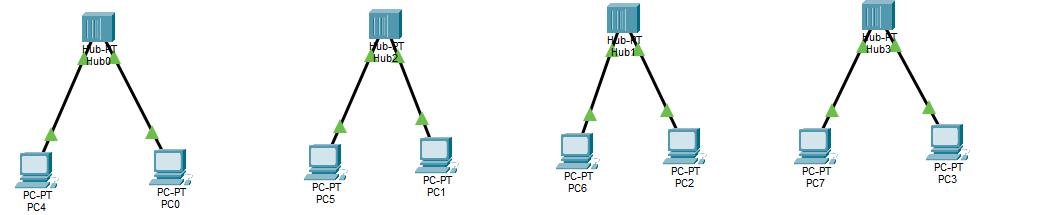 Hub-PT
Hub0
Hub-PT
Hub2
Hub-PT
Hub1
Hub-PT
Hub3
PC-PT
PC4
PC-PT
PC0
PC-PT
PC5
PC-PT
PC1
PC-PT
PC6
PC-PT
PC2
PC-PT
PC7
PC-PT
PC3